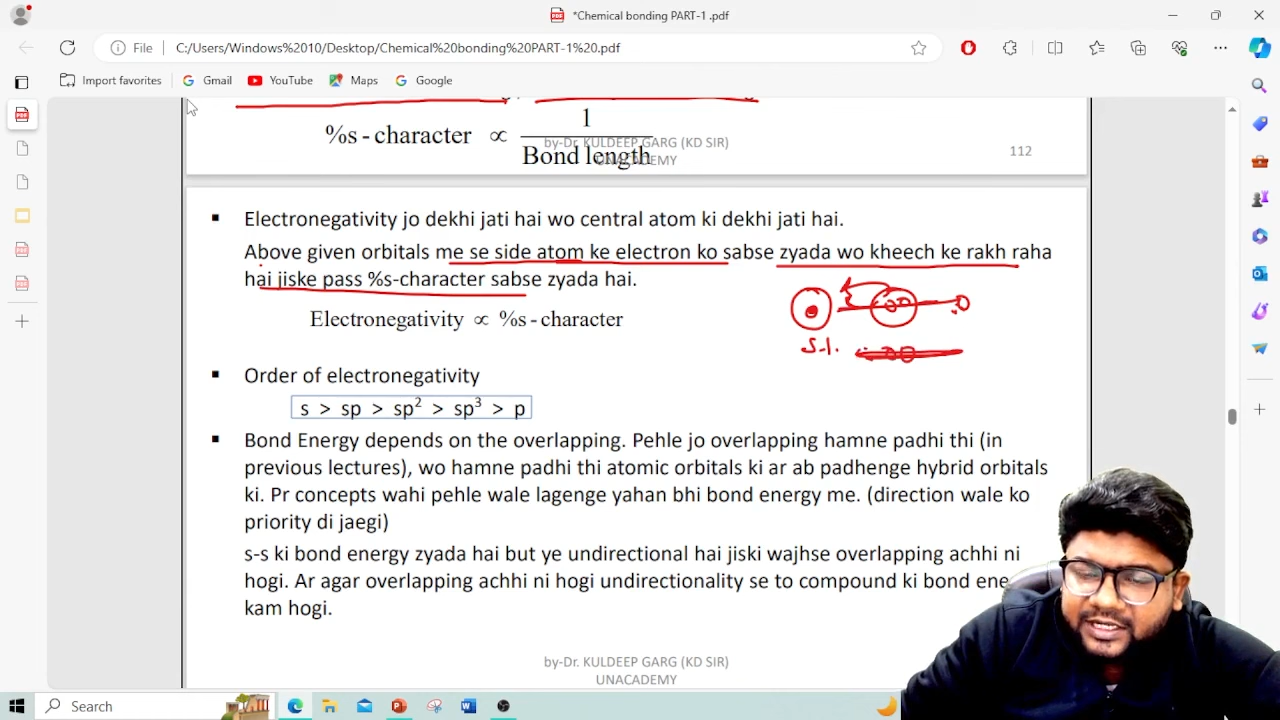 *Chemical bonding PART-1 .pdf
File
C:/Users/Windows%2010/Desktop/Chemical%20bonding%20PART-1%20.pdf
Import favorites
Gmail
YouTube
Maps
Google
%s - character ∝ 1 / Bond length
by-Dr. KULDEEP GARG (KD SIR)
UNACADEMY
112
▪ Electronegativity jo dekhi jati hai wo central atom ki dekhi jati hai.
Above given orbitals me se side atom ke electron ko sabse zyada wo kheech ke rakh raha
hai jiske pass %s-character sabse zyada hai.
Electronegativity ∝ %s - character
S.I.
▪ Order of electronegativity
s > sp > sp² > sp³ > p
▪ Bond Energy depends on the overlapping. Pehle jo overlapping hamne padhi thi (in
previous lectures), wo hamne padhi thi atomic orbitals ki ar ab padhenge hybrid orbitals
ki. Pr concepts wahi pehle wale lagenge yahan bhi bond energy me. (direction wale ko
priority di jaegi)
s-s ki bond energy zyada hai but ye undirectional hai jiski wajhse overlapping achhi ni
hogi. Ar agar overlapping achhi ni hogi undirectionality se to compound ki bond ene
kam hogi.
by-Dr. KULDEEP GARG (KD SIR)
UNACADEMY
Search